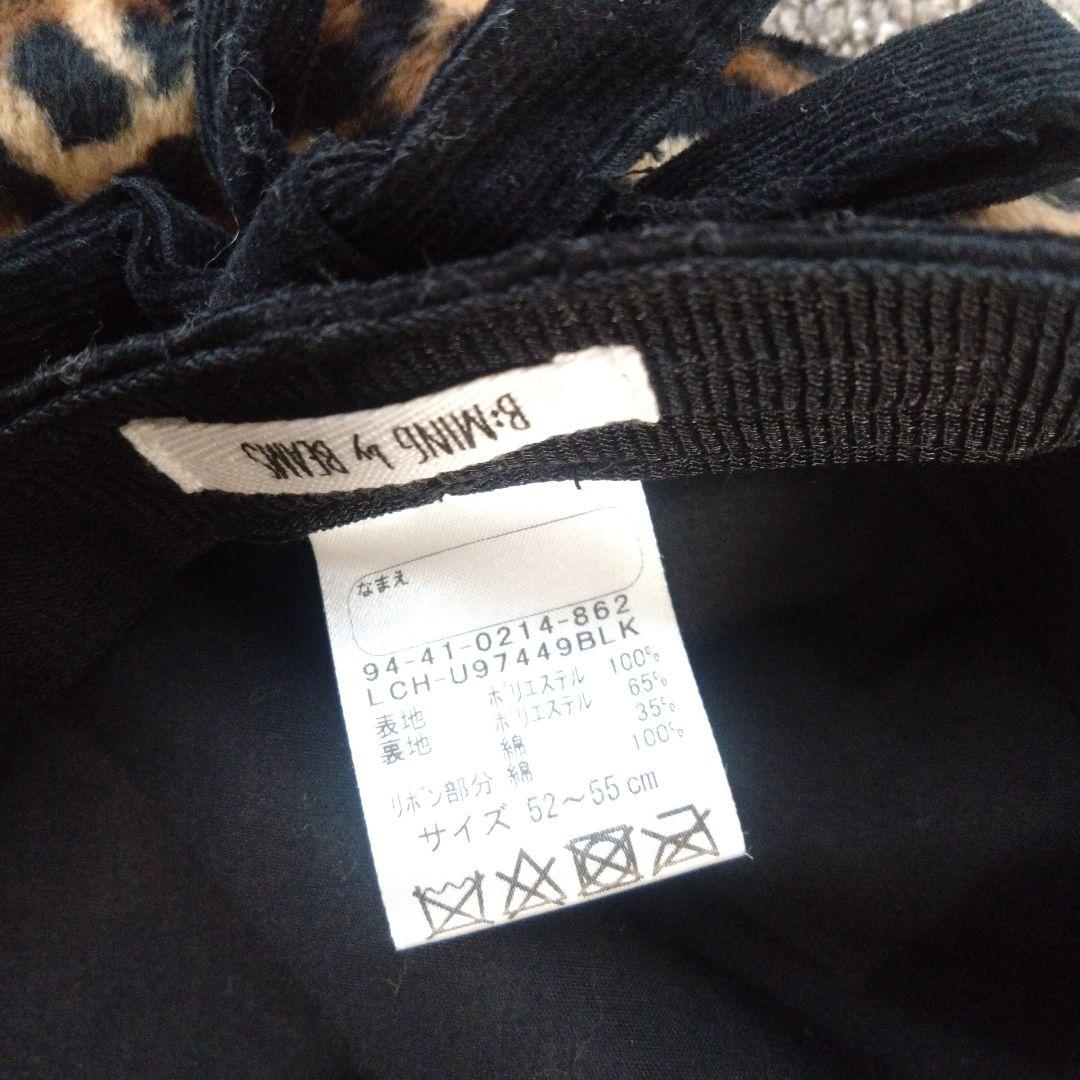 B:MING by BEAMS
なまえ
94-41-0214-862
LCH-U97449BLK
表地 ポリエステル 100%
裏地 ポリエステル 65%
綿 35%
リボン部分 綿 100%
サイズ 52～55cm